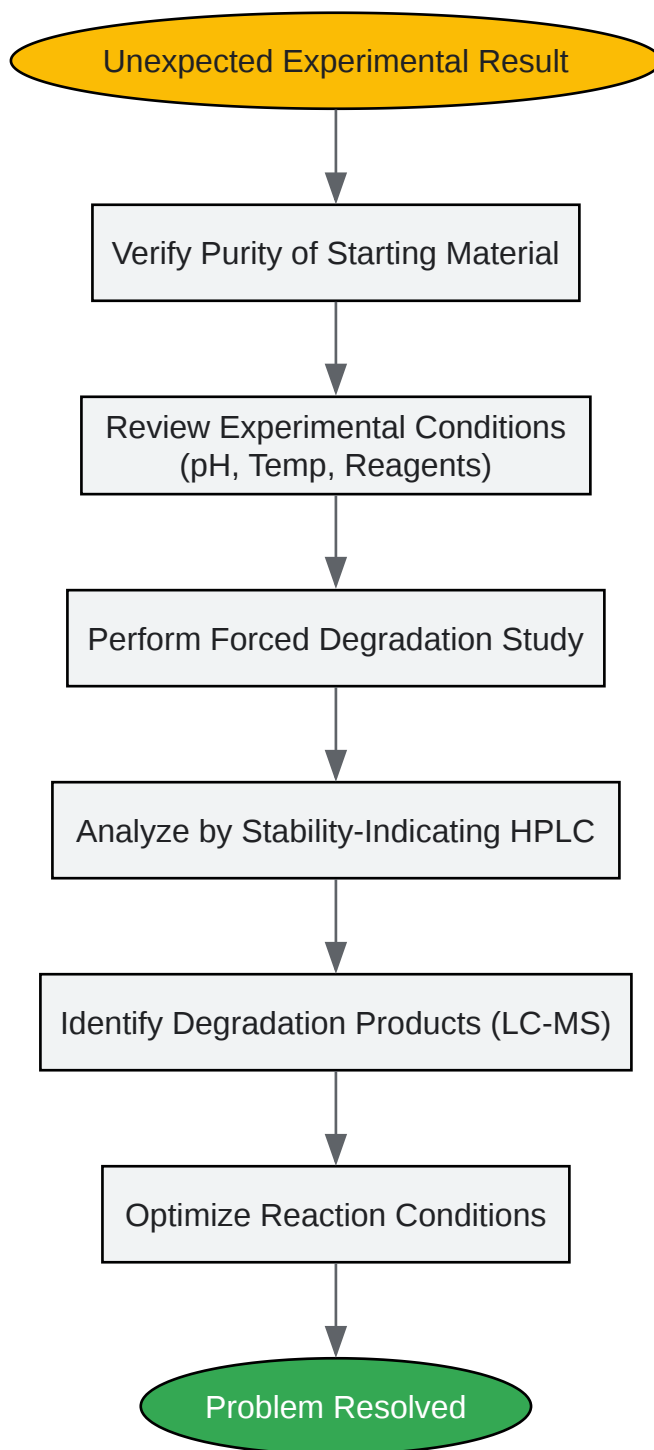 Unexpected Experimental Result
Verify Purity of Starting Material
Review Experimental Conditions
(pH, Temp, Reagents)
Perform Forced Degradation Study
Analyze by Stability-Indicating HPLC
Identify Degradation Products (LC-MS)
Optimize Reaction Conditions
Problem Resolved